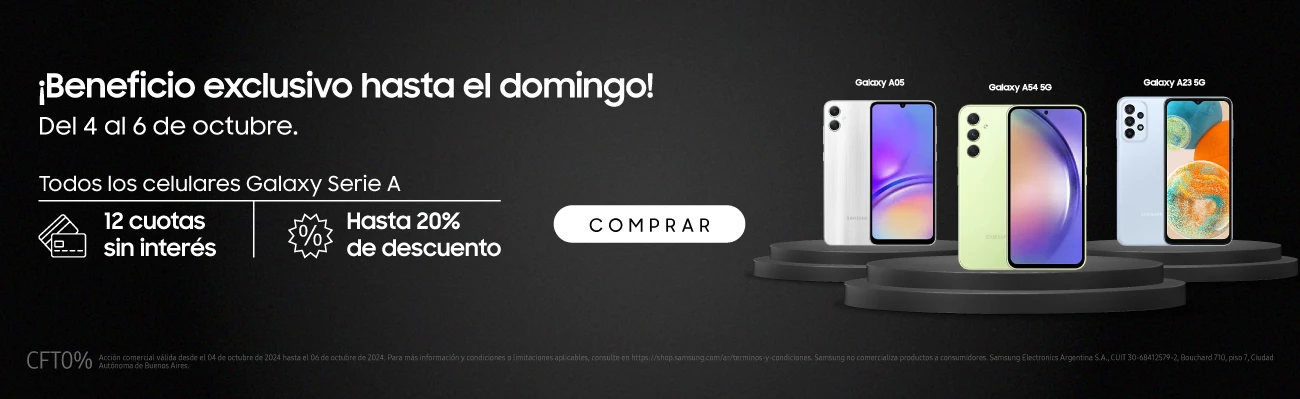 ¡Beneficio exclusivo hasta el domingo!
Del 4 al 6 de octubre.
Todos los celulares Galaxy Serie A
12 cuotas
sin interés
Hasta 20%
de descuento
COMPRAR
Galaxy A05
Galaxy A54 5G
Galaxy A23 5G
CFT0%
Acción comercial válida desde el 04 de octubre de 2024 hasta el 06 de octubre de 2024. Para más información y condiciones o limitaciones aplicables, consulte en https://shop.samsung.com/ar/terminos-y-condiciones. Samsung no comercializa productos a consumidores. Samsung Electronics Argentina S.A., CUIT 30-68412579-2, Bouchard 710, piso 7, Ciudad
Autónoma de Buenos Aires.